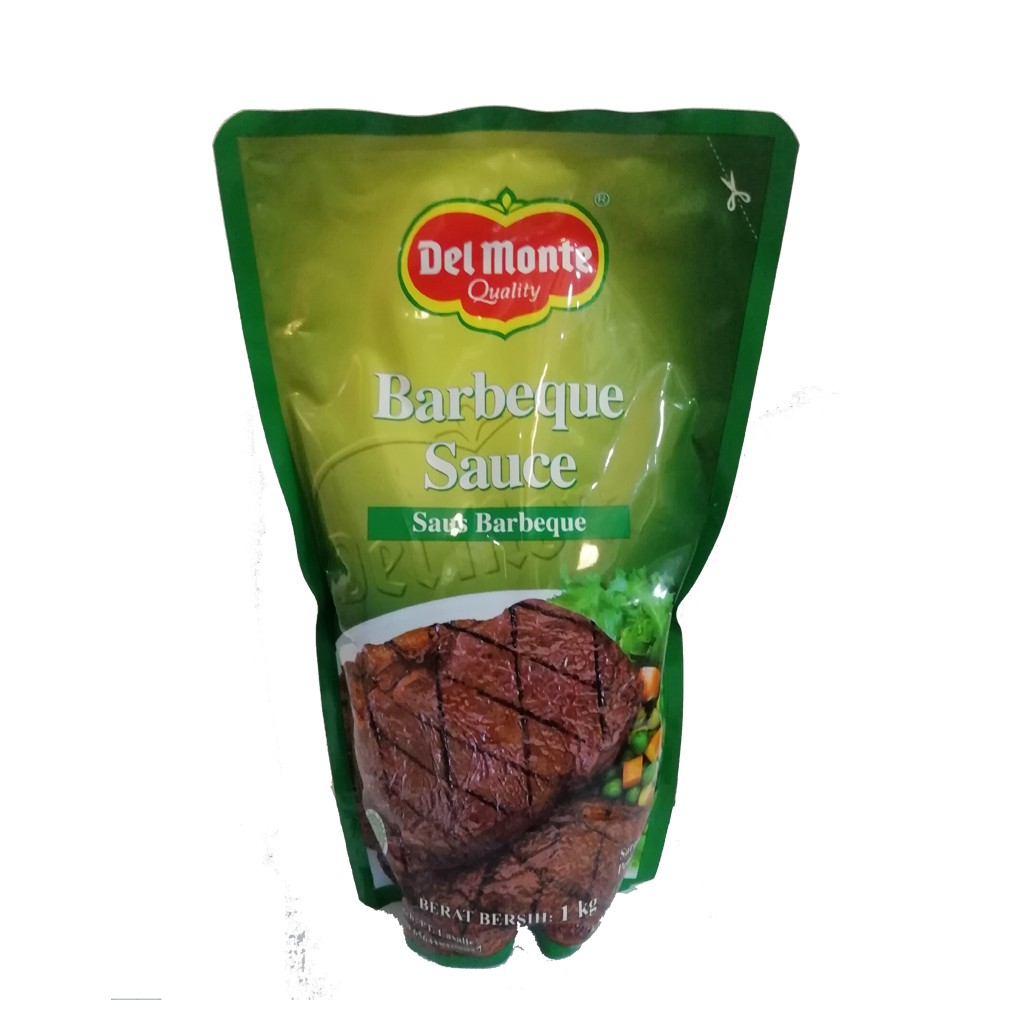 Del Monte
®
Quality
Barbeque
Sauce
Saus Barbeque
BERAT BERSIH: 1 kg